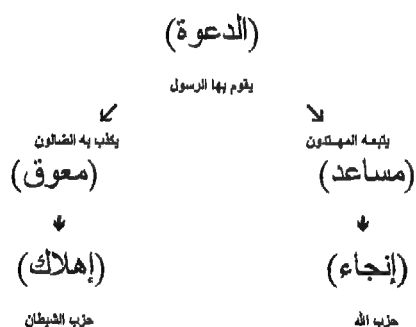 (الدعوة)
يقوم بها الرسول
يتبعه المهتدون
يكذب به الضالون
(مساعد)
(معوق)
(إنجاء)
(إهلاك)
حزب الله
حزب الشيطان